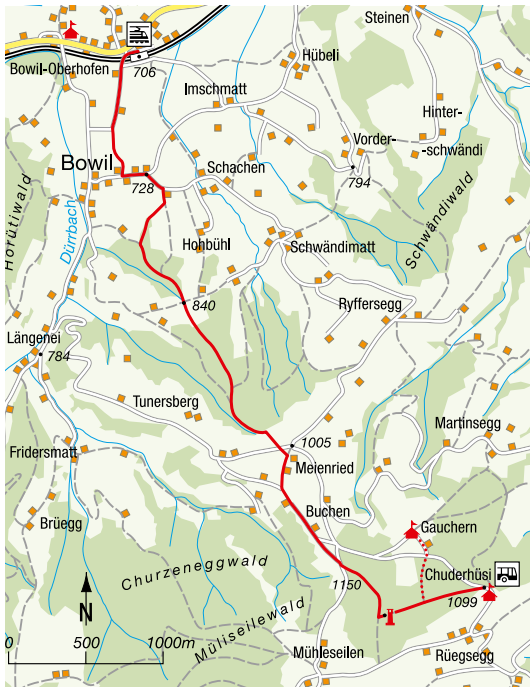 Steinen
Bowil-Oberhofen
706
Hübeli
Imschmatt
Hinter-
Vorder-
-schwändi
Bowil
728
Schachen
794
Horütiwald
Dürrbach
Schwändiwald
Hohbühl
Schwändimatt
840
Ryffersegg
Längenei
784
Tunersberg
1005
Martinsegg
Fridersmatt
Meienried
Buchen
Gauchern
Brüegg
Churzeneggwald
1150
Chuderhüsi
1099
N
Müliseilewald
0 500 1000m
Mühleseilen
Rüegsegg